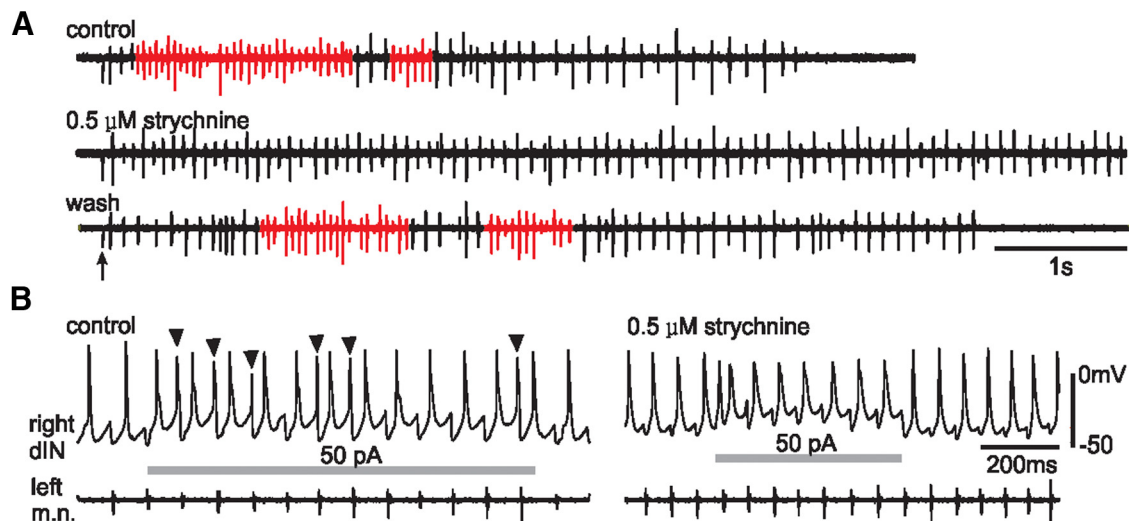 A
control
0.5 μM strychnine
wash
1s
B
control
0.5 μM strychnine
0mV
-50
right
dIN
50 pA
50 pA
200ms
left
m.n.